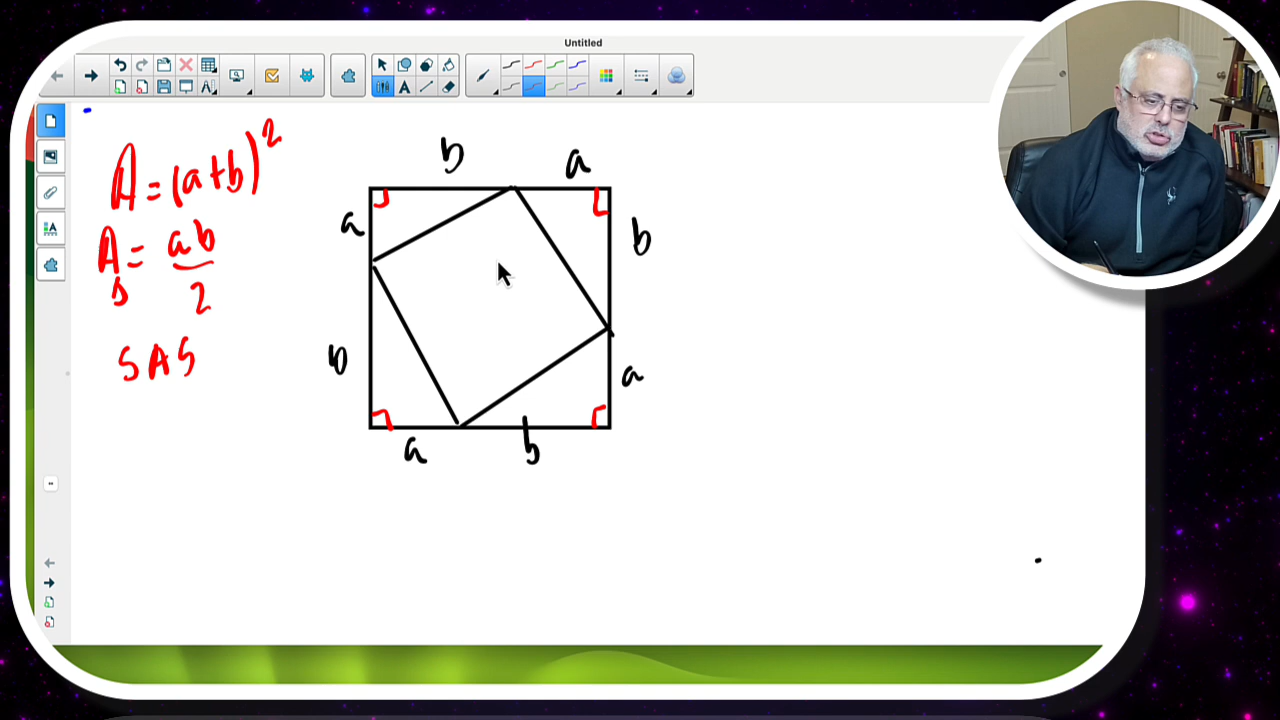 Untitled
A = (a+b)²
b a
a b
A = ab
s 2
SAS
b a
a b